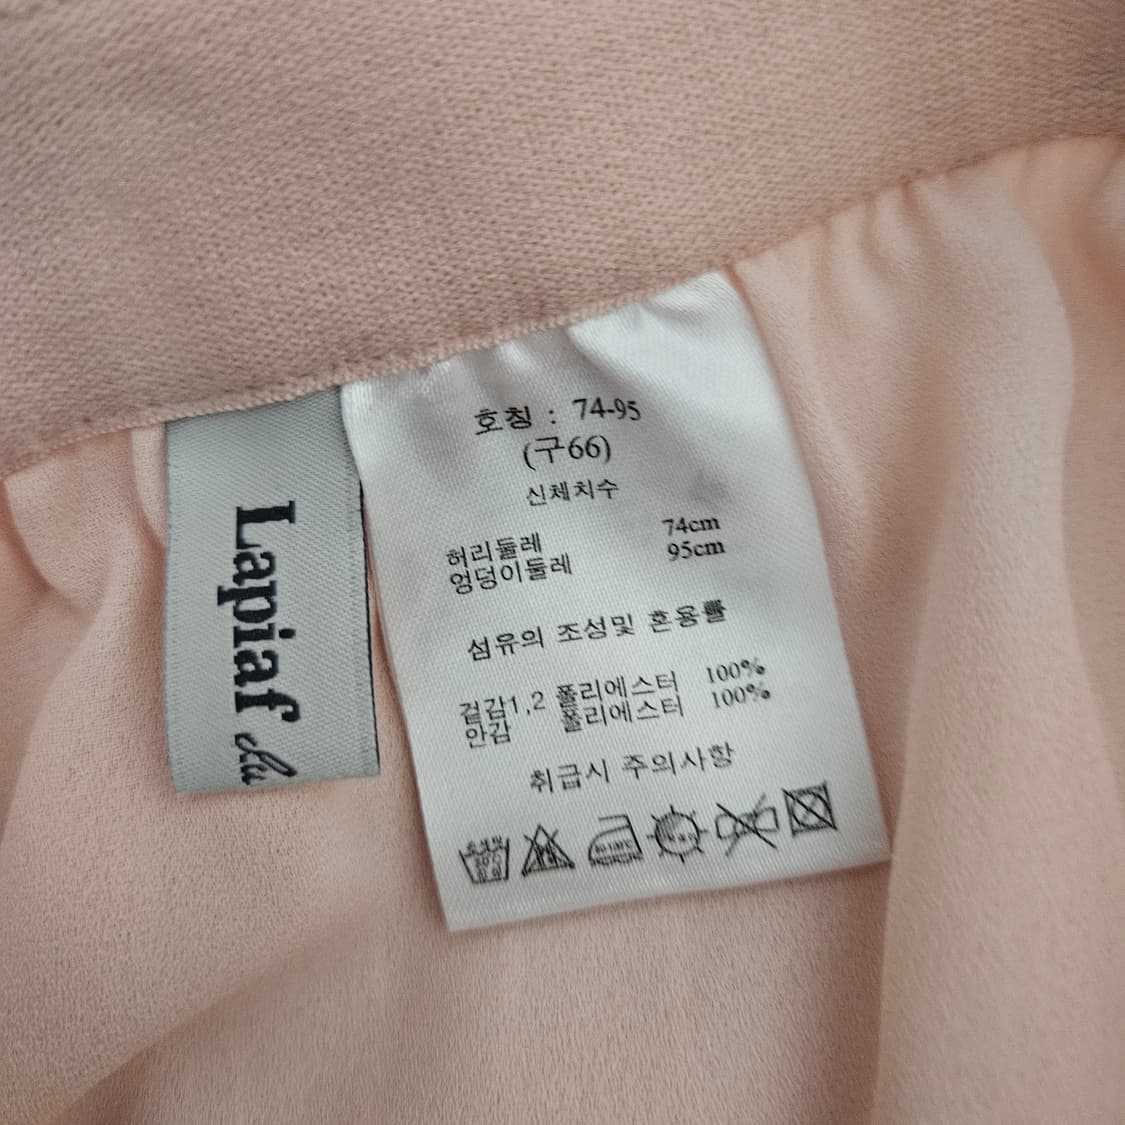 Lapiaf
호칭 : 74-95
(구66)
신체치수
허리둘레 74cm
엉덩이둘레 95cm
섬유의 조성및 혼용률
겉감1,2 폴리에스터 100%
안감 폴리에스터 100%
취급시 주의사항